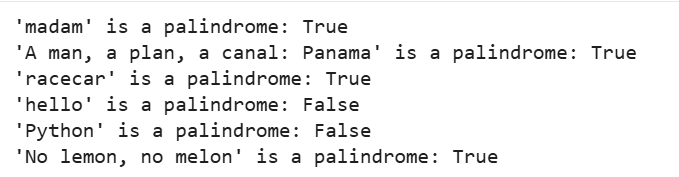 'madam' is a palindrome: True
'A man, a plan, a canal: Panama' is a palindrome: True
'racecar' is a palindrome: True
'hello' is a palindrome: False
'Python' is a palindrome: False
'No lemon, no melon' is a palindrome: True